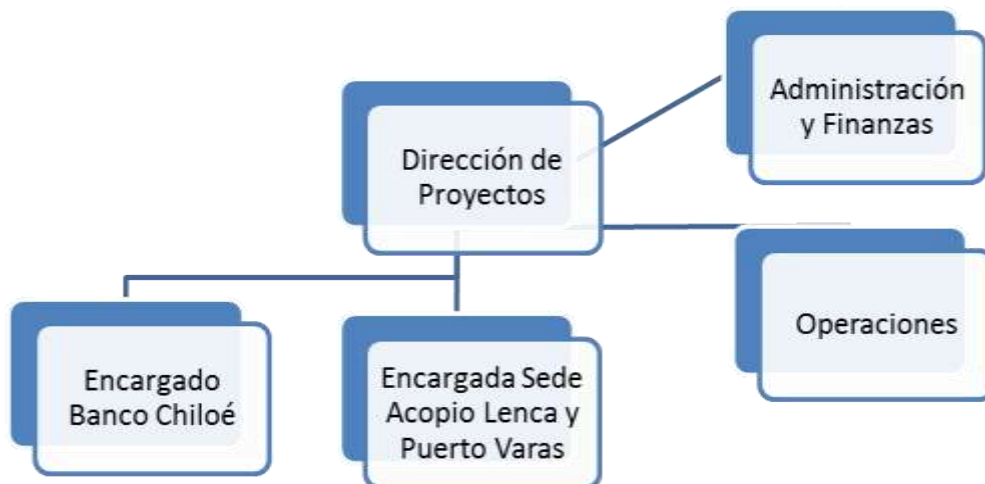 Administración
y Finanzas
Dirección de
Proyectos
Operaciones
Encargado
Banco Chiloé
Encargada Sede
Acopio Lenca y
Puerto Varas